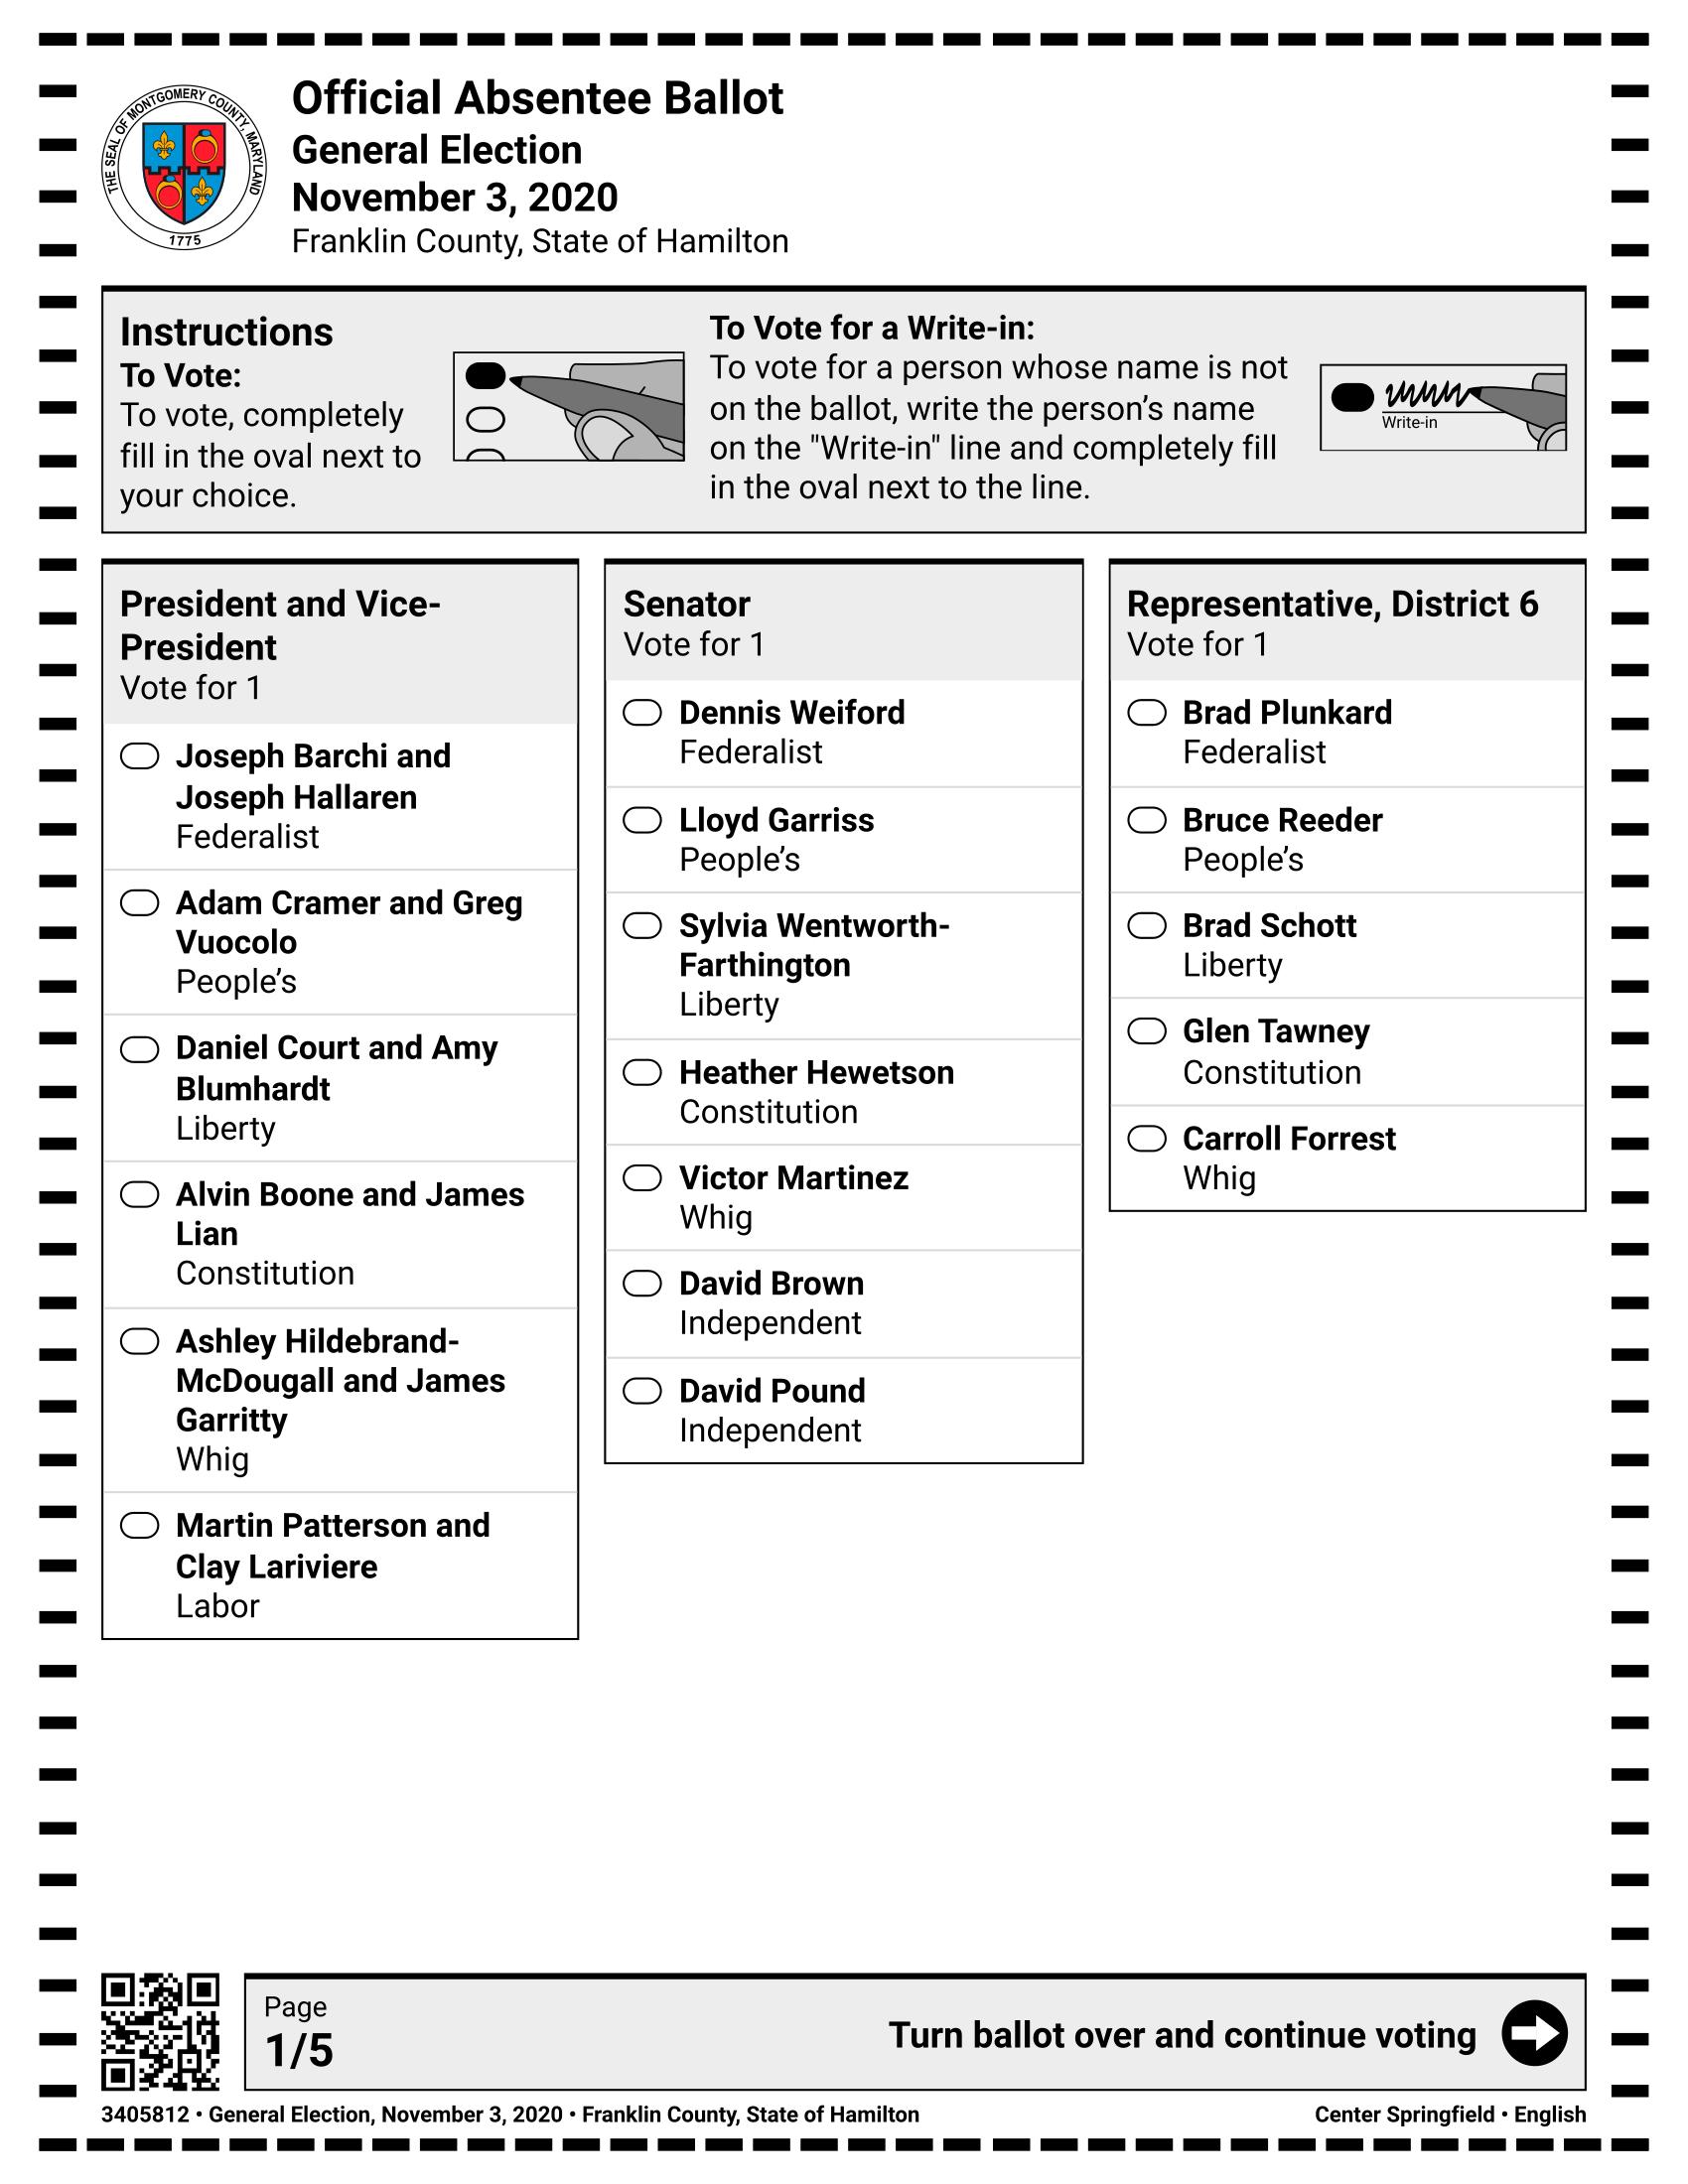 THE SEAL OF MONTGOMERY COUNTY, MARYLAND
1775
Official Absentee Ballot
General Election
November 3, 2020
Franklin County, State of Hamilton
Instructions
To Vote:
To vote, completely
fill in the oval next to
your choice.
To Vote for a Write-in:
To vote for a person whose name is not
on the ballot, write the person’s name
on the "Write-in" line and completely fill
in the oval next to the line.
Write-in
President and Vice-
President
Vote for 1
Joseph Barchi and
Joseph Hallaren
Federalist
Adam Cramer and Greg
Vuocolo
People’s
Daniel Court and Amy
Blumhardt
Liberty
Alvin Boone and James
Lian
Constitution
Ashley Hildebrand-
McDougall and James
Garritty
Whig
Martin Patterson and
Clay Lariviere
Labor
Senator
Vote for 1
Dennis Weiford
Federalist
Lloyd Garriss
People’s
Sylvia Wentworth-
Farthington
Liberty
Heather Hewetson
Constitution
Victor Martinez
Whig
David Brown
Independent
David Pound
Independent
Representative, District 6
Vote for 1
Brad Plunkard
Federalist
Bruce Reeder
People’s
Brad Schott
Liberty
Glen Tawney
Constitution
Carroll Forrest
Whig
Page
1/5
Turn ballot over and continue voting
3405812 • General Election, November 3, 2020 • Franklin County, State of Hamilton
Center Springfield • English